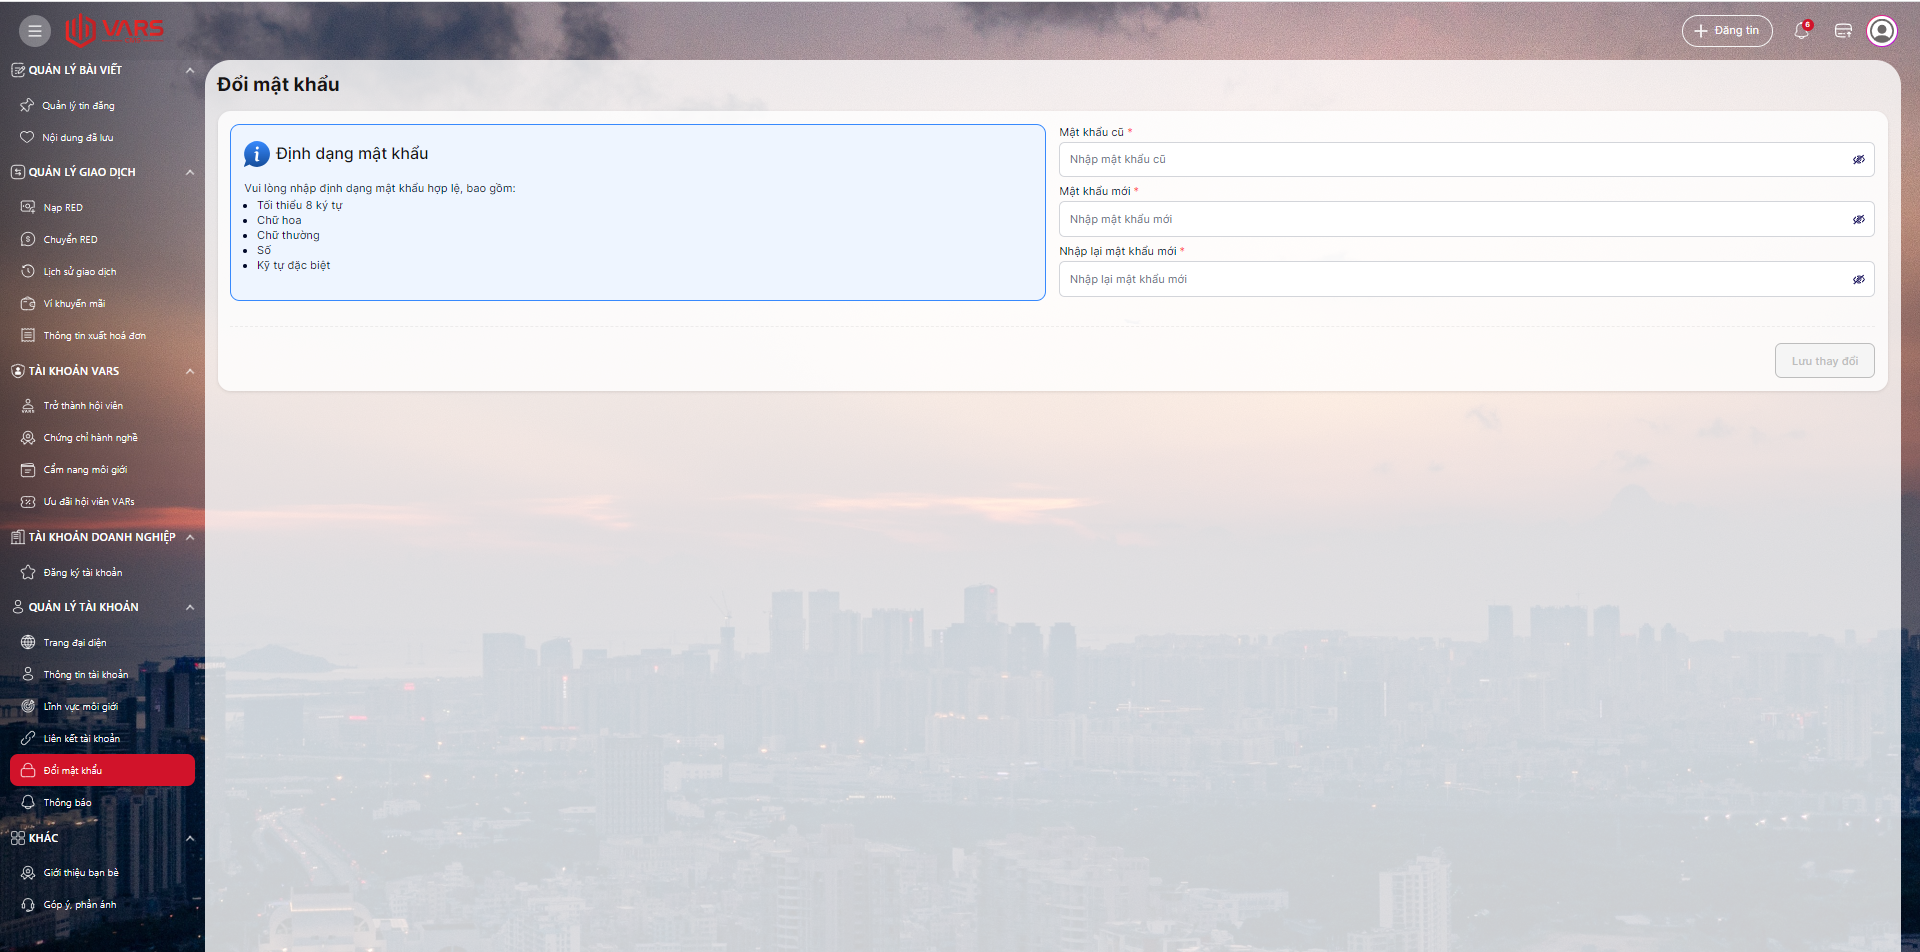 VARS
Đăng tin
6
QUẢN LÝ BÀI VIẾT
Quản lý tin đăng
Nội dung đã lưu
QUẢN LÝ GIAO DỊCH
Nạp RED
Chuyển RED
Lịch sử giao dịch
Ví khuyến mãi
Thông tin xuất hoá đơn
TÀI KHOẢN VARS
Trở thành hội viên
Chứng chỉ hành nghề
Cẩm nang môi giới
Ưu đãi hội viên VARs
TÀI KHOẢN DOANH NGHIỆP
Đăng ký tài khoản
QUẢN LÝ TÀI KHOẢN
Trang đại diện
Thông tin tài khoản
Lĩnh vực môi giới
Liên kết tài khoản
Đổi mật khẩu
Thông báo
KHÁC
Giới thiệu bạn bè
Góp ý, phản ánh
Đổi mật khẩu
Định dạng mật khẩu
Vui lòng nhập định dạng mật khẩu hợp lệ, bao gồm:
Tối thiểu 8 ký tự
Chữ hoa
Chữ thường
Số
Kỹ tự đặc biệt
Mật khẩu cũ *
Nhập mật khẩu cũ
Mật khẩu mới *
Nhập mật khẩu mới
Nhập lại mật khẩu mới *
Nhập lại mật khẩu mới
Lưu thay đổi